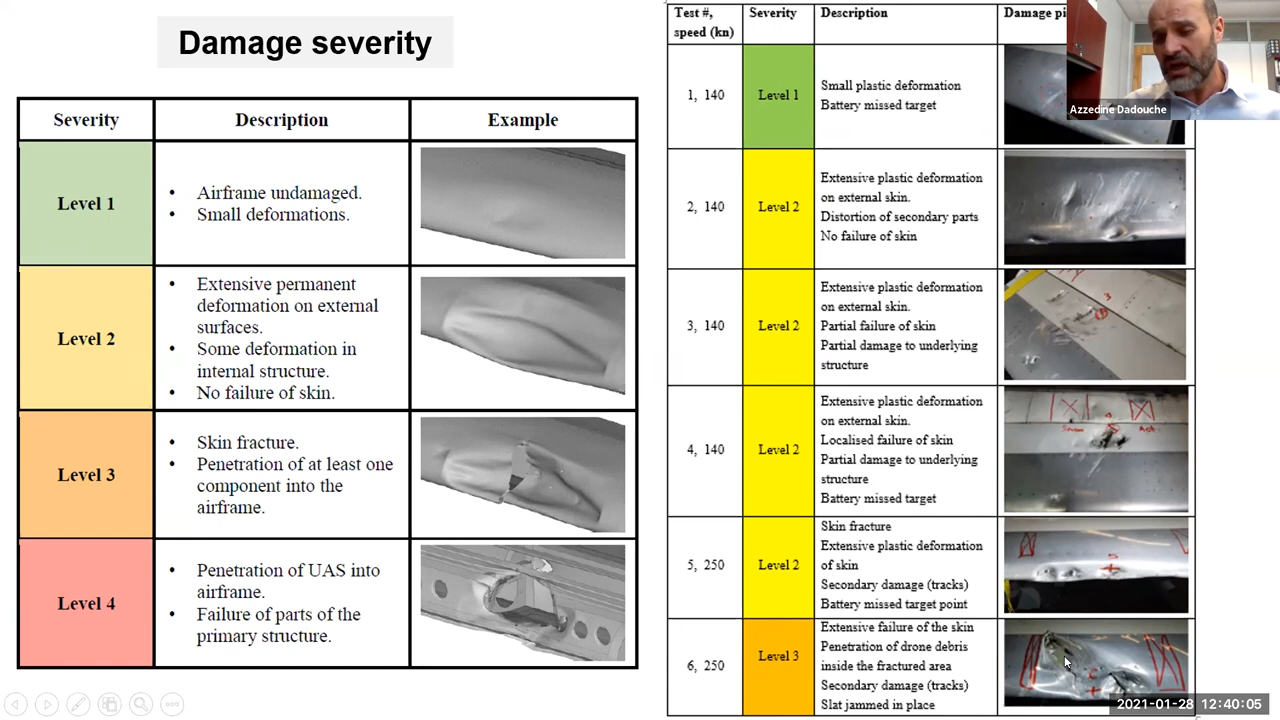 Damage severity
Severity
Description
Example
Level 1
• Airframe undamaged.
• Small deformations.
Level 2
• Extensive permanent
deformation on external
surfaces.
• Some deformation in
internal structure.
• No failure of skin.
Level 3
• Skin fracture.
• Penetration of at least one
component into the
airframe.
Level 4
• Penetration of UAS into
airframe.
• Failure of parts of the
primary structure.
Test #,
speed (kn)
Severity
Description
Damage pi
1, 140
Level 1
Small plastic deformation
Battery missed target
2, 140
Level 2
Extensive plastic deformation
on external skin.
Distortion of secondary parts
No failure of skin
3, 140
Level 2
Extensive plastic deformation
on external skin.
Partial failure of skin
Partial damage to underlying
structure
4, 140
Level 2
Extensive plastic deformation
on external skin.
Localised failure of skin
Partial damage to underlying
structure
Battery missed target
5, 250
Level 2
Skin fracture
Extensive plastic deformation
of skin
Secondary damage (tracks)
Battery missed target point
6, 250
Level 3
Extensive failure of the skin
Penetration of drone debris
inside the fractured area
Secondary damage (tracks)
Slat jammed in place
Azzedine Dadouche
2021-01-28 12:40:05